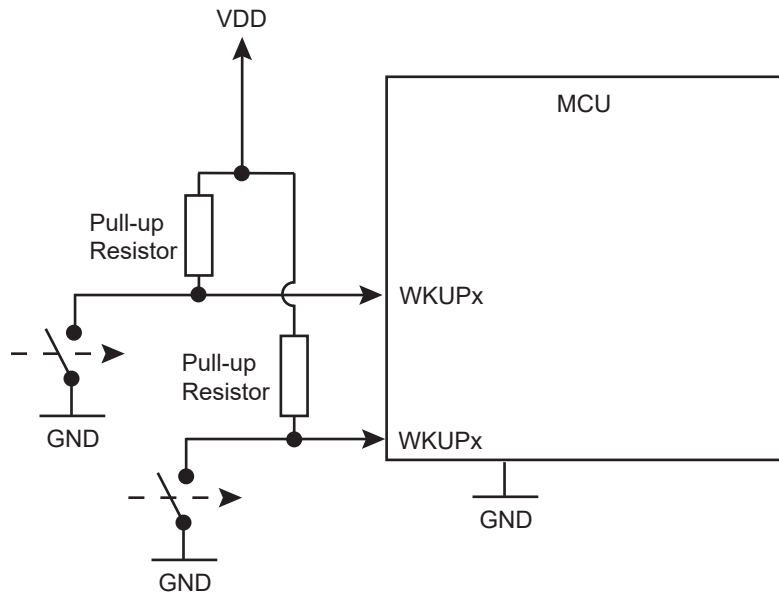 VDD
MCU
Pull-up
Resistor
WKUPx
Pull-up
Resistor
GND
WKUPx
GND
GND